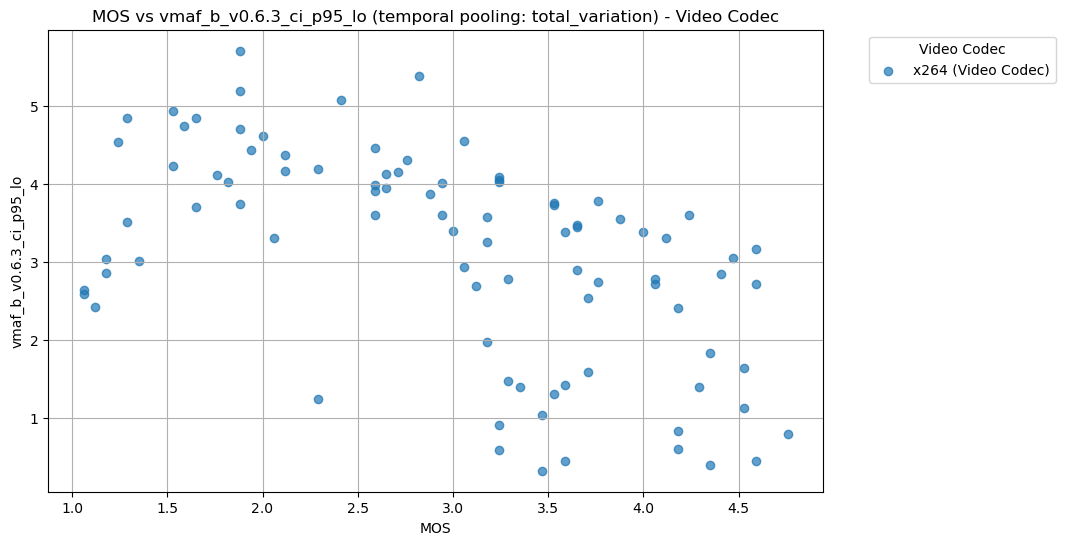 MOS vs vmaf_b_v0.6.3_ci_p95_lo (temporal pooling: total_variation) - Video Codec
Video Codec
x264 (Video Codec)
vmaf_b_v0.6.3_ci_p95_lo
5
4
3
2
1
1.0 1.5 2.0 2.5 3.0 3.5 4.0 4.5
MOS